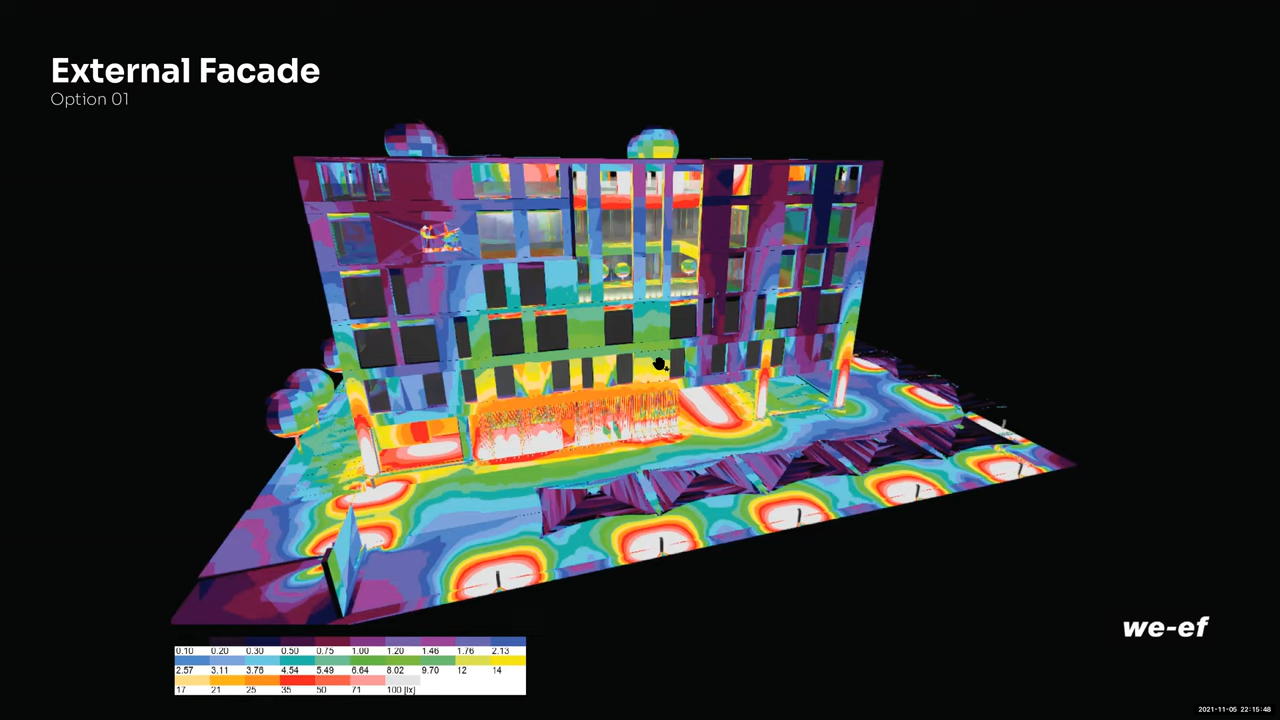 External Facade
Option 01
0.10 0.20 0.30 0.50 0.75 1.00 1.20 1.46 1.76 2.13
2.57 3.11 3.76 4.54 5.49 6.64 8.02 9.70 12 14
17 21 25 35 50 71 100 [lx]
we-ef
2021-11-05 22:15:48